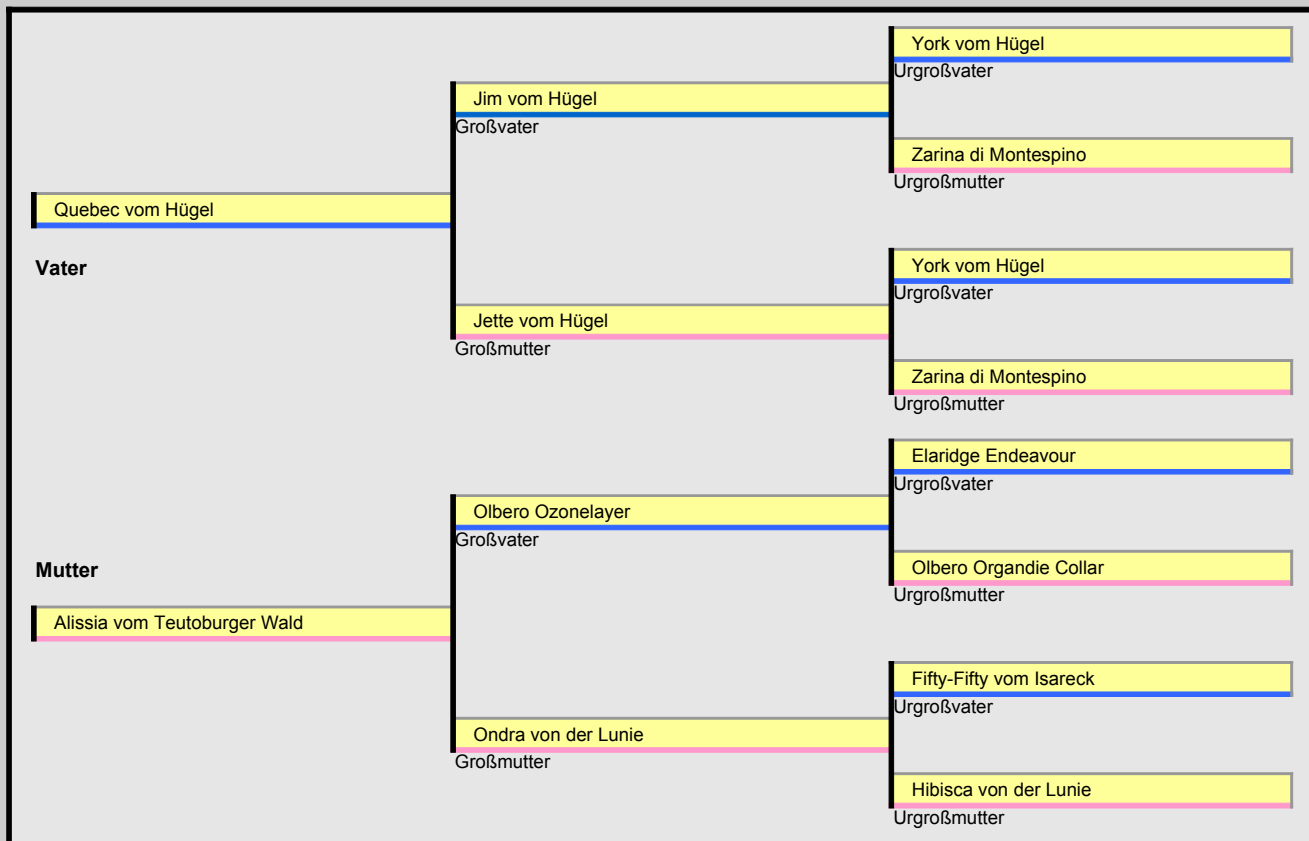 York vom Hügel
Urgroßvater
Jim vom Hügel
Großvater
Zarina di Montespino
Urgroßmutter
Quebec vom Hügel
Vater
York vom Hügel
Urgroßvater
Jette vom Hügel
Großmutter
Zarina di Montespino
Urgroßmutter
Elaridge Endeavour
Urgroßvater
Olbero Ozonelayer
Großvater
Mutter
Olbero Organdie Collar
Urgroßmutter
Alissia vom Teutoburger Wald
Fifty-Fifty vom Isareck
Urgroßvater
Ondra von der Lunie
Großmutter
Hibisca von der Lunie
Urgroßmutter